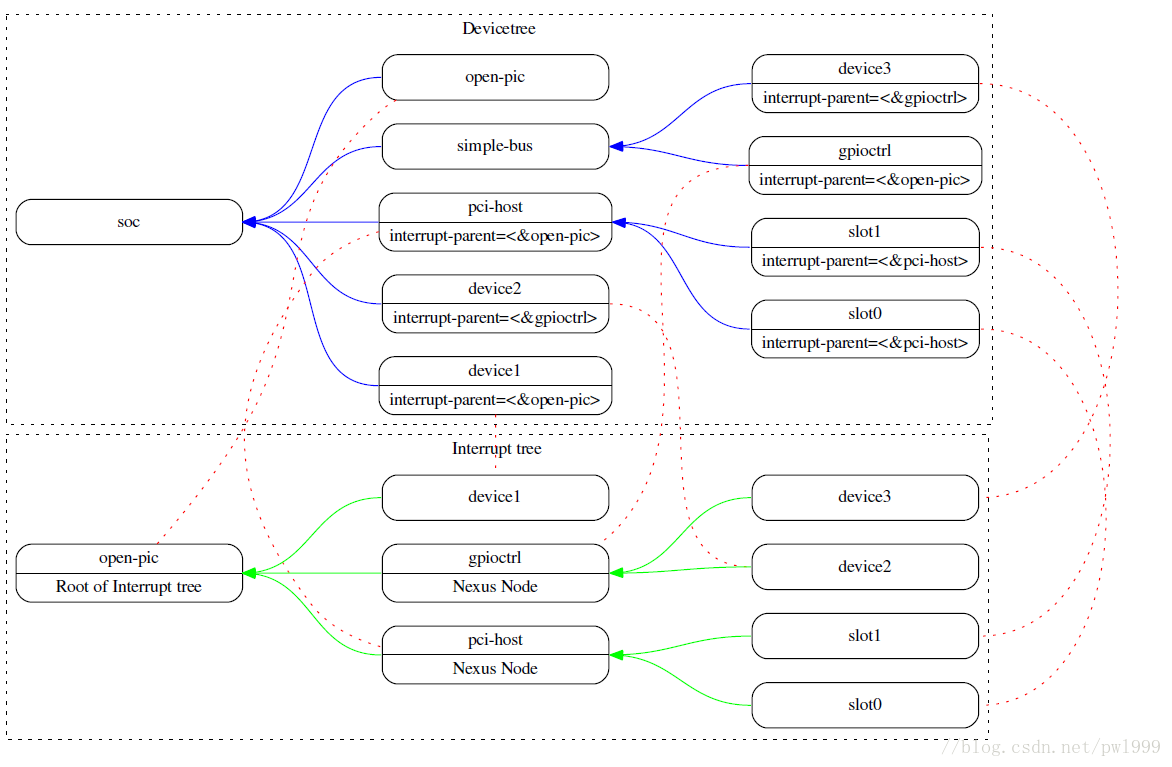 Devicetree
open-pic
simple-bus
soc
pci-host
interrupt-parent=<&open-pic>
device2
interrupt-parent=<&gpioctrl>
device1
interrupt-parent=<&open-pic>
device3
interrupt-parent=<&gpioctrl>
gpioctrl
interrupt-parent=<&open-pic>
slot1
interrupt-parent=<&pci-host>
slot0
interrupt-parent=<&pci-host>
Interrupt tree
open-pic
Root of Interrupt tree
device1
gpioctrl
Nexus Node
pci-host
Nexus Node
device3
device2
slot1
slot0
//blog.csdn.net/pwl999